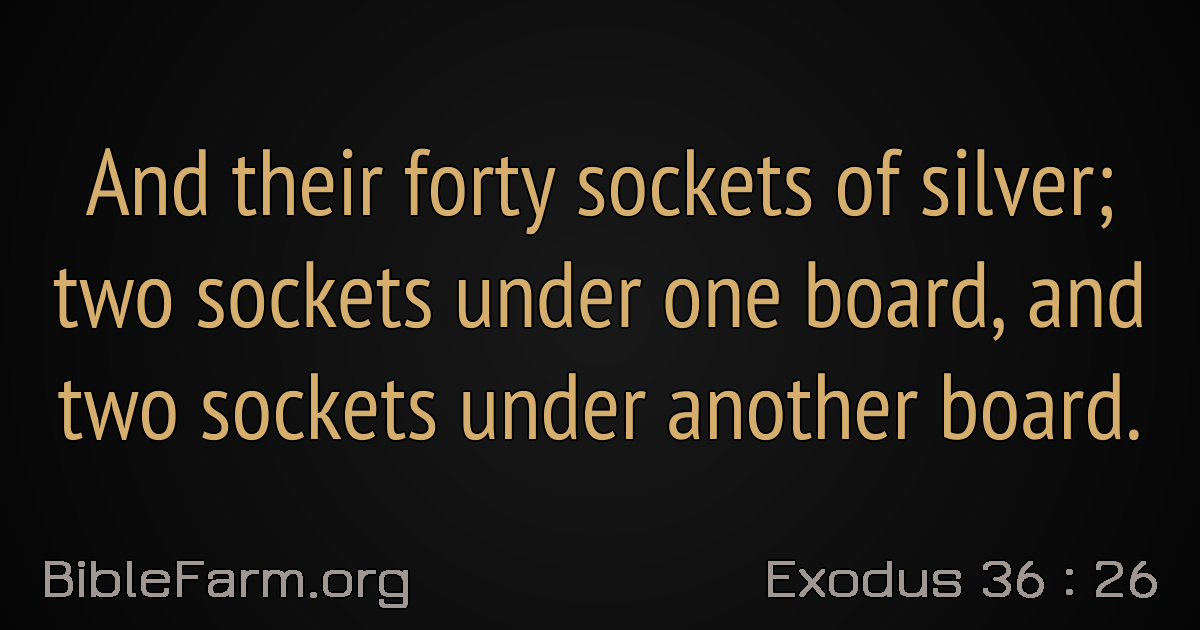 And their forty sockets of silver;
two sockets under one board, and
two sockets under another board.
BibleFarm.org
Exodus 36 : 26